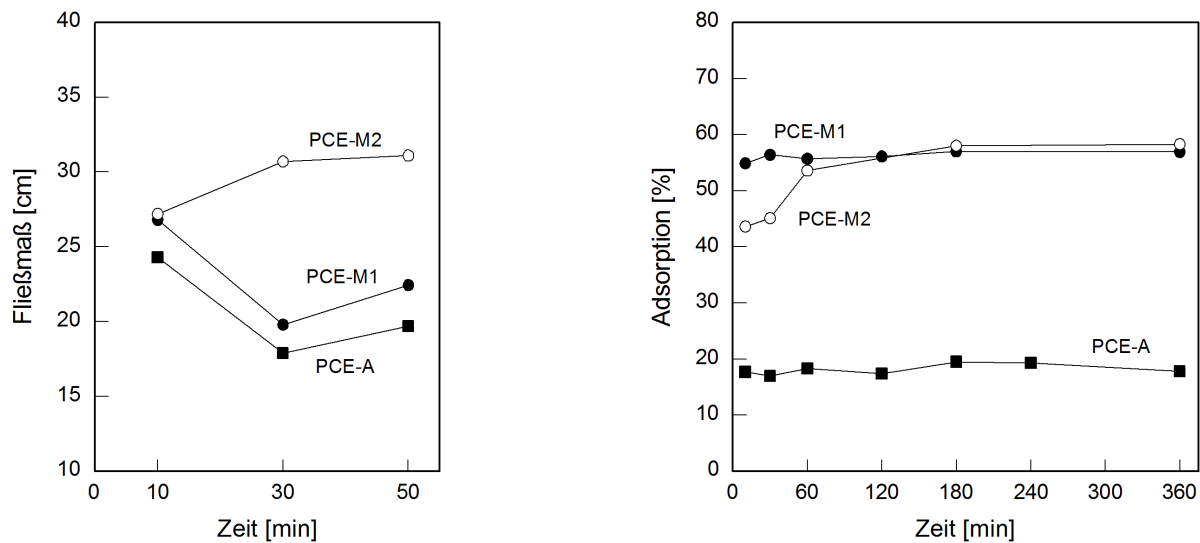 40
35
30
25
20
15
10
Fließmaß [cm]
PCE-M2
PCE-M1
PCE-A
0 10 30 50
Zeit [min]
80
70
60
50
40
30
20
10
0
Adsorption [%]
PCE-M1
PCE-M2
PCE-A
0 60 120 180 240 300 360
Zeit [min]